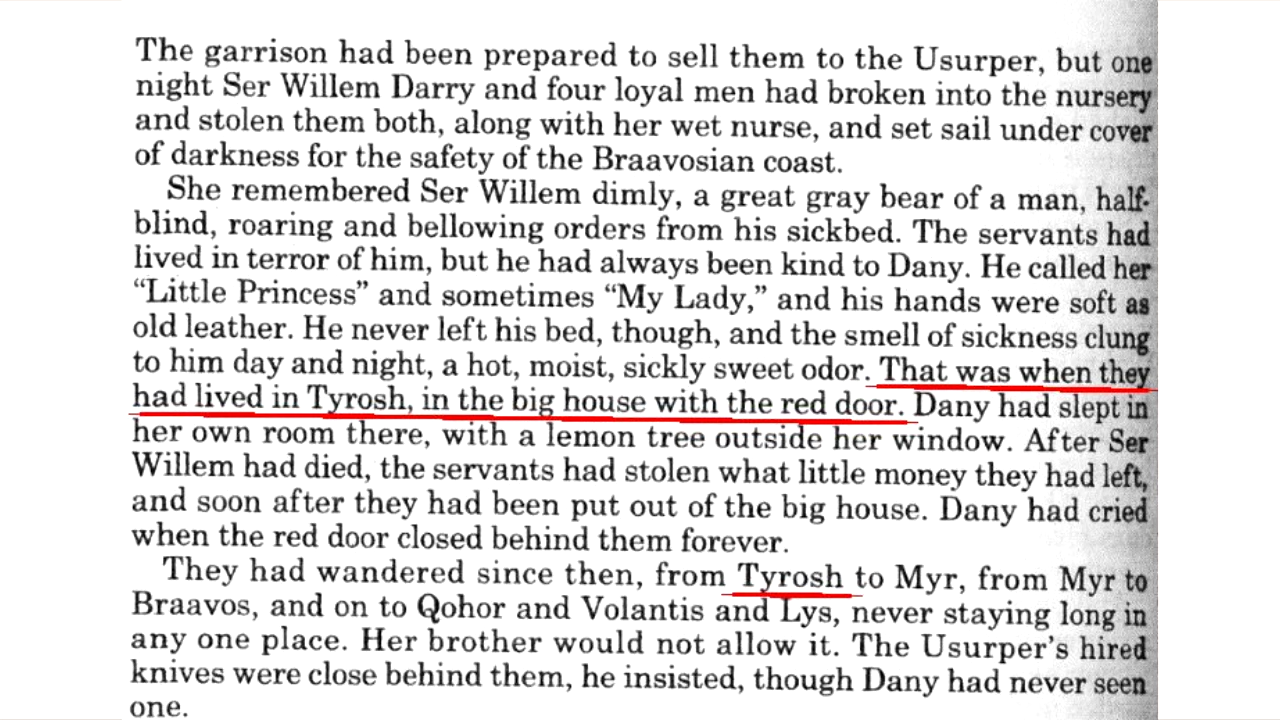 The garrison had been prepared to sell them to the Usurper, but one
night Ser Willem Darry and four loyal men had broken into the nursery
and stolen them both, along with her wet nurse, and set sail under cover
of darkness for the safety of the Braavosian coast.
She remembered Ser Willem dimly, a great gray bear of a man, half-
blind, roaring and bellowing orders from his sickbed. The servants had
lived in terror of him, but he had always been kind to Dany. He called her
“Little Princess” and sometimes “My Lady,” and his hands were soft as
old leather. He never left his bed, though, and the smell of sickness clung
to him day and night, a hot, moist, sickly sweet odor. That was when they
had lived in Tyrosh, in the big house with the red door. Dany had slept in
her own room there, with a lemon tree outside her window. After Ser
Willem had died, the servants had stolen what little money they had left,
and soon after they had been put out of the big house. Dany had cried
when the red door closed behind them forever.
They had wandered since then, from Tyrosh to Myr, from Myr to
Braavos, and on to Qohor and Volantis and Lys, never staying long in
any one place. Her brother would not allow it. The Usurper’s hired
knives were close behind them, he insisted, though Dany had never seen
one.